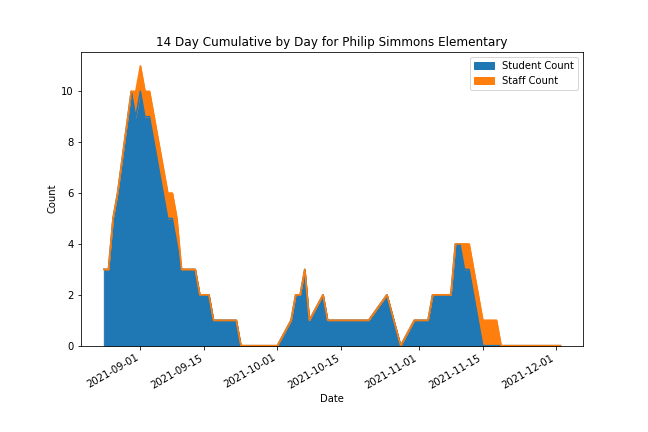 14 Day Cumulative by Day for Philip Simmons Elementary
Student Count
Staff Count
10
8
6
4
2
0
Count
2021-09-01
2021-09-15
2021-10-01
2021-10-15
2021-11-01
2021-11-15
2021-12-01
Date